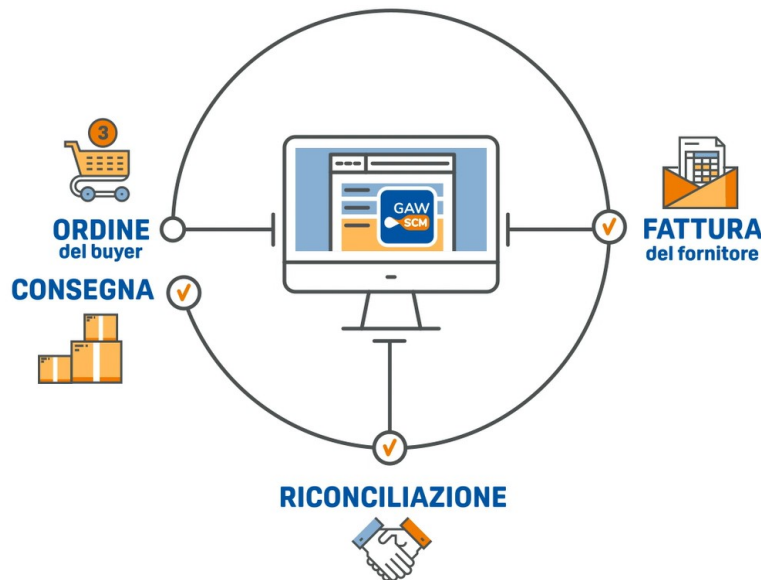 3
ORDINE
del buyer
CONSEGNA
GAW
SCM
FATTURA
del fornitore
RICONCILIAZIONE